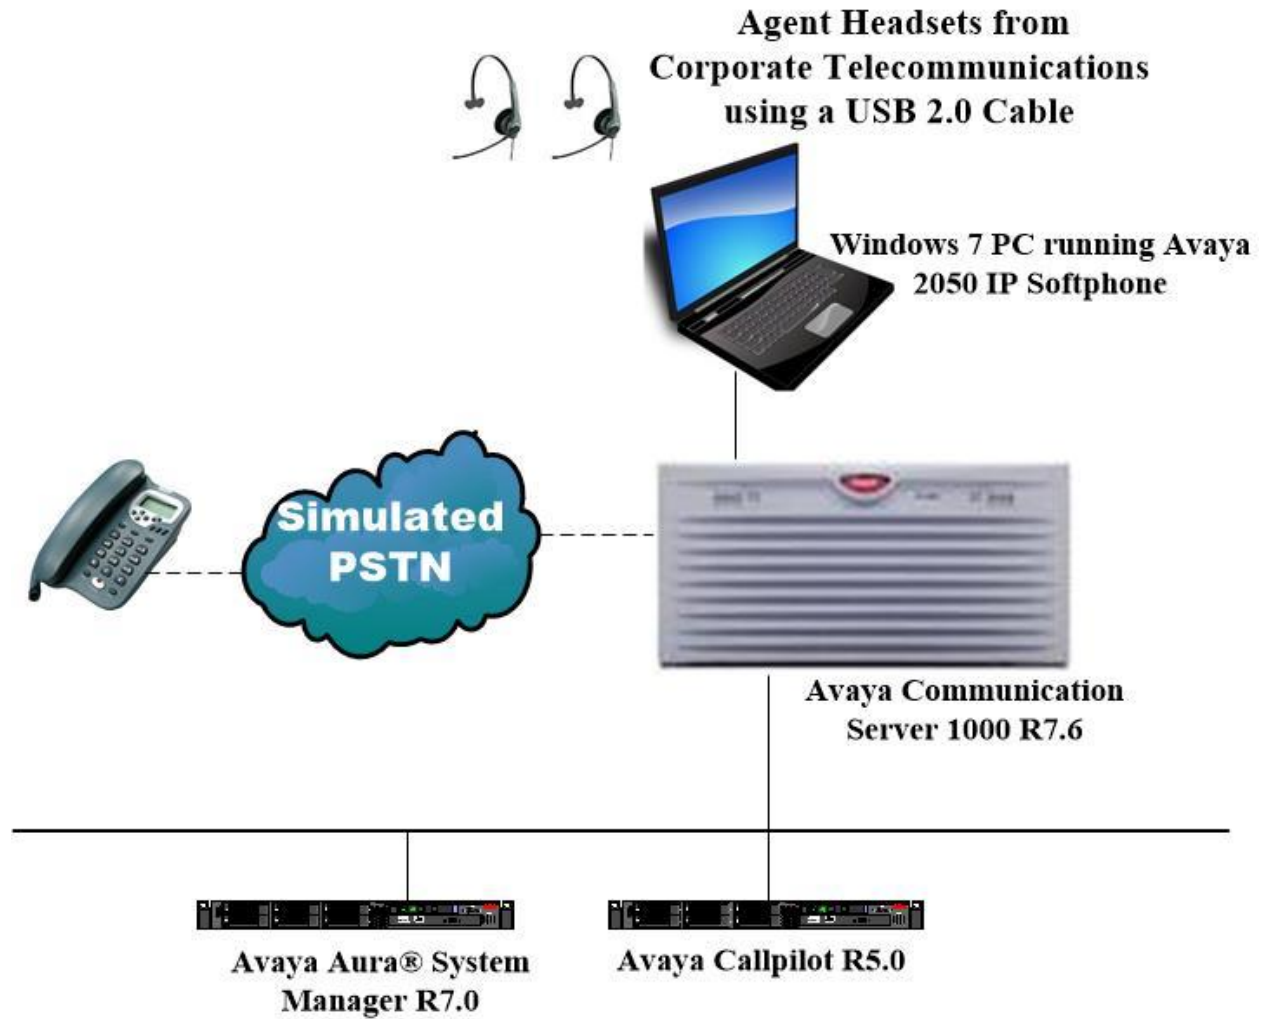 Agent Headsets from
Corporate Telecommunications
using a USB 2.0 Cable
Windows 7 PC running Avaya
2050 IP Softphone
Simulated
PSTN
Avaya Communication
Server 1000 R7.6
Avaya Aura® System
Manager R7.0
Avaya Callpilot R5.0